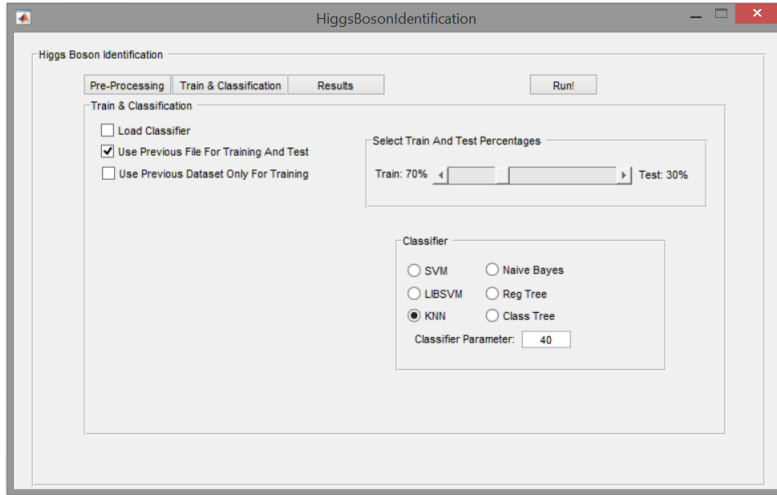 HiggsBosonIdentification
Higgs Boson Identification
Pre-Processing Train & Classification Results Run!
Train & Classification
Load Classifier
Use Previous File For Training And Test
Use Previous Dataset Only For Training
Select Train And Test Percentages
Train: 70% Test: 30%
Classifier
SVM Naive Bayes
LIBSVM Reg Tree
KNN Class Tree
Classifier Parameter: 40